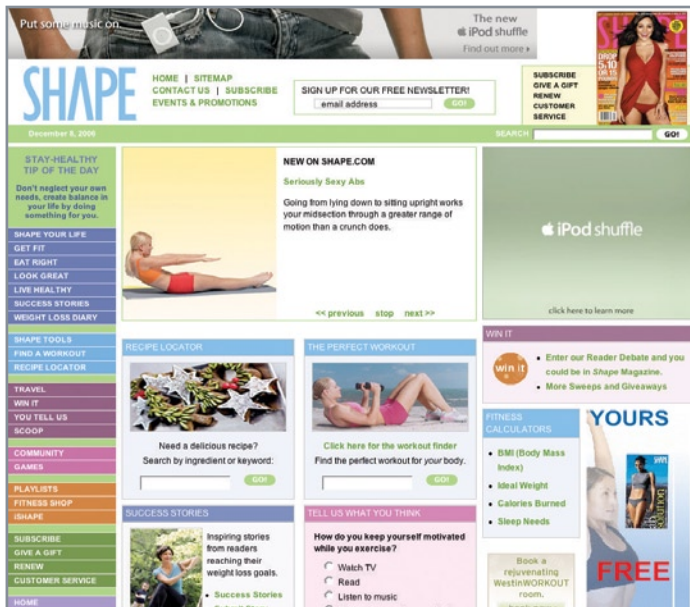 Put some music on.
The new
iPod shuffle
Find out more
SHAPE
HOME | SITEMAP
CONTACT US | SUBSCRIBE
EVENTS & PROMOTIONS
SIGN UP FOR OUR FREE NEWSLETTER!
email address
GO!
SUBSCRIBE
GIVE A GIFT
RENEW
CUSTOMER
SERVICE
SHAPE
DROP
5,10
OR 15
December 8, 2006
SEARCH
GO!
STAY-HEALTHY
TIP OF THE DAY
Don't neglect your own
needs, create balance in
your life by doing
something for you.
SHAPE YOUR LIFE
GET FIT
EAT RIGHT
LOOK GREAT
LIVE HEALTHY
SUCCESS STORIES
WEIGHT LOSS DIARY
SHAPE TOOLS
FIND A WORKOUT
RECIPE LOCATOR
TRAVEL
WIN IT
YOU TELL US
SCOOP
COMMUNITY
GAMES
PLAYLISTS
FITNESS SHOP
iSHAPE
SUBSCRIBE
GIVE A GIFT
RENEW
CUSTOMER SERVICE
HOME
NEW ON SHAPE.COM
Seriously Sexy Abs
Going from lying down to sitting upright works
your midsection through a greater range of
motion than a crunch does.
<< previous stop next >>
iPod shuffle
click here to learn more
RECIPE LOCATOR
Need a delicious recipe?
Search by ingredient or keyword:
GO!
THE PERFECT WORKOUT
Click here for the workout finder
Find the perfect workout for your body.
GO!
WIN IT
win it
Enter our Reader Debate and you
could be in Shape Magazine.
More Sweeps and Giveaways
SUCCESS STORIES
Inspiring stories
from readers
reaching their
weight loss goals.
Success Stories
TELL US WHAT YOU THINK
How do you keep yourself motivated
while you exercise?
Watch TV
Read
Listen to music
FITNESS
CALCULATORS
BMI (Body Mass
Index)
Ideal Weight
Calories Burned
Sleep Needs
Book a
rejuvenating
WestinWORKOUT
room.
YOURS
FREE